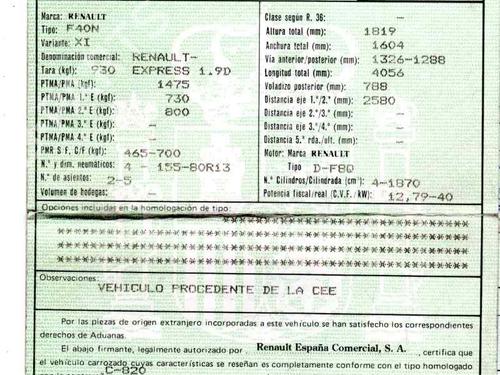 Marca: RENAULT
Tipo: F40N
Variante: XI
Denominación comercial: RENAULT-
Tara (kgf): 930 EXPRESS 1.9D
PTMA/PMA (kgf): 1475
PTMA/PMA 1.º E (kgf): 730
PTMA/PMA 2.º E (kgf): 800
PTMA/PMA 3.º E (kgf): —
PTMA/PMA 4.º E (kgf): —
PMR S F, C/F (kgf): 465-700
N.º y dim. neumáticos: 4 - 155-80R13
N.º de asientos: 2-5
Volumen de bodegas: —
Clase según R. 36: —
Altura total (mm): 1819
Anchura total (mm): 1604
Vía anterior/posterior (mm): 1326-1288
Longitud total (mm): 4056
Voladizo posterior (mm): 788
Distancia eje 1.º/2.º (mm): 2580
Distancia eje 2.º/3.º (mm): —
Distancia eje 3.º/4.º (mm): —
Distancia 5.ª rda./ult. (mm): —
Motor: Marca RENAULT
Tipo D-F8Q
N.º Cilindros/Cilindrada (cm³): 4-1870
Potencia fiscal/real (C.V.F./kW): 12,79-40
Opciones incluidas en la homologación de tipo:
Observaciones:
VEHICULO PROCEDENTE DE LA CEE
Por las piezas de origen extranjero incorporadas a este vehículo se han satisfecho los correspondientes
derechos de Aduanas.
El abajo firmante, legalmente autorizado por Renault España Comercial, S. A. , certifica que
el vehículo carrozado cuyas características se reseñan es completamente conforme con el tipo homologado
C-820